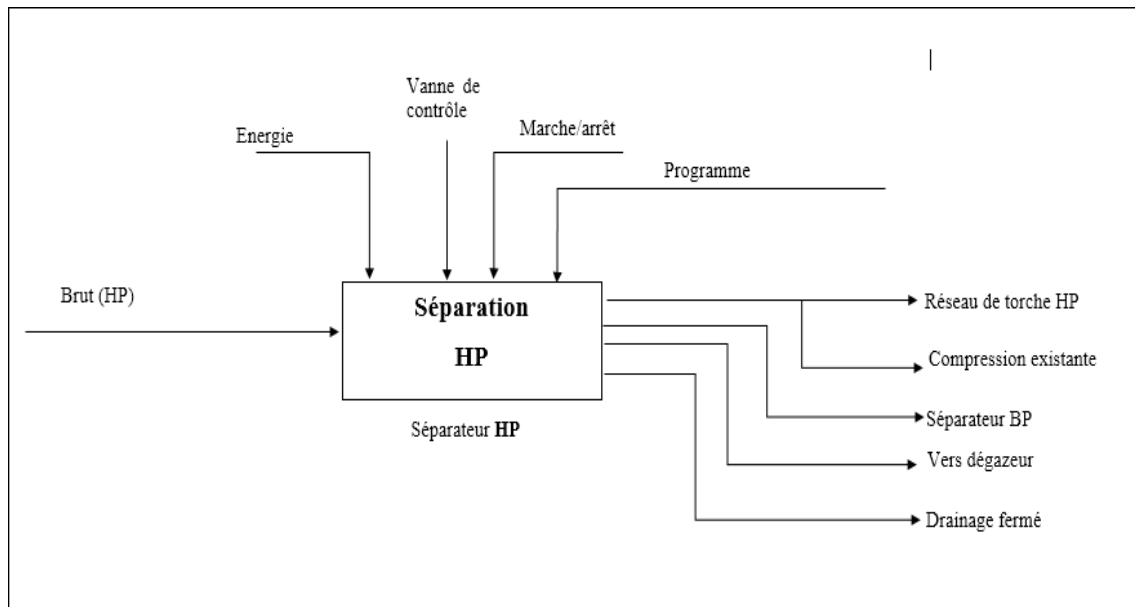 Vanne de
contrôle
Marche/arrêt
Energie
Programme
Brut (HP)
Séparation
HP
Séparateur HP
Réseau de torche HP
Compression existante
Séparateur BP
Vers dégazeur
Drainage fermé